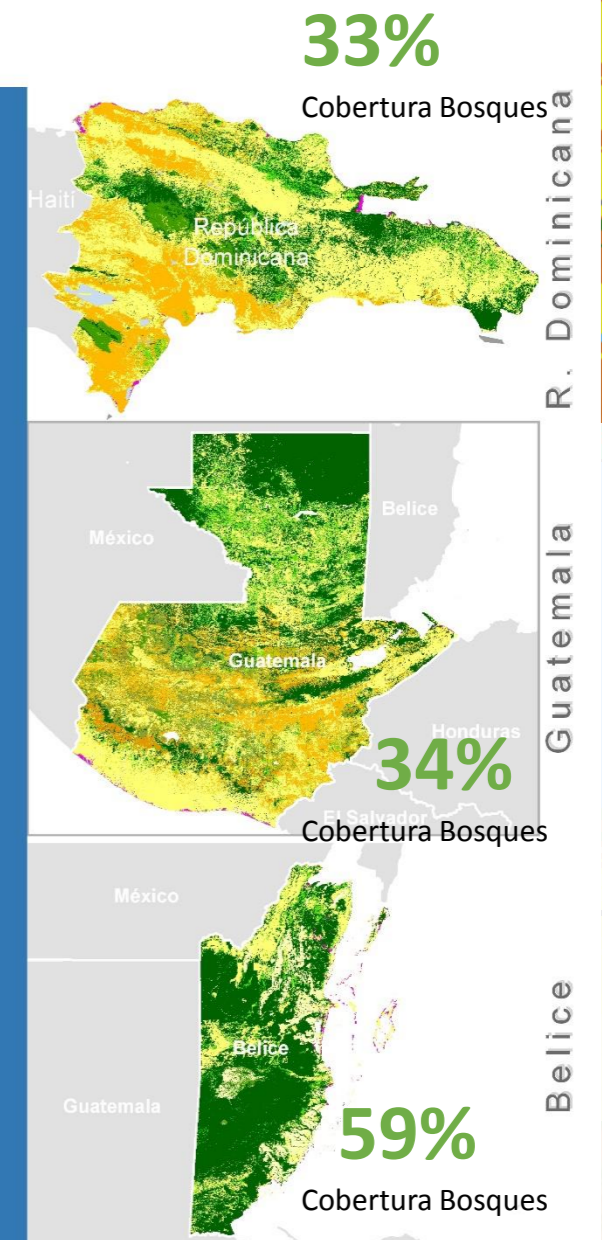 33%
Cobertura Bosques
R. Dominicana
Haití
República
Dominicana
México
Belice
Guatemala
Guatemala
Honduras
34%
El Salvador
Cobertura Bosques
México
Belice
Belice
Guatemala
59%
Cobertura Bosques